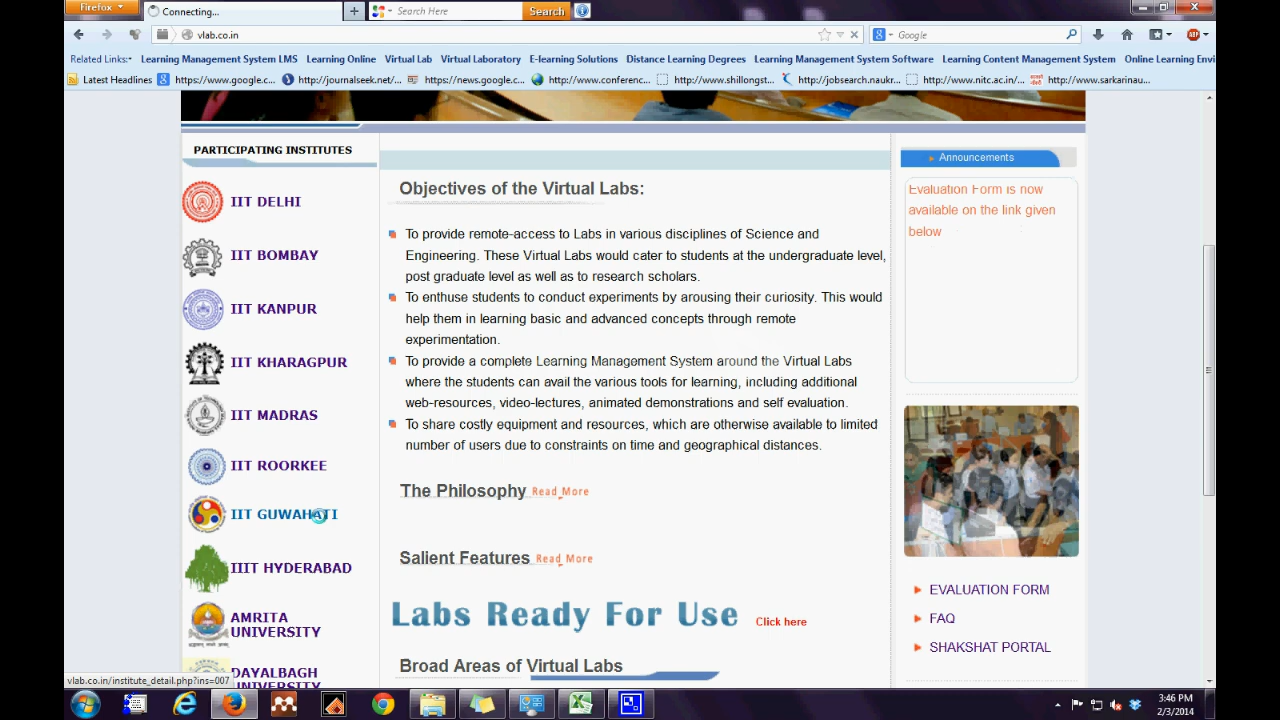 Firefox
Connecting...
Search Here
Search
vlab.co.in
Google
Related Links:
Learning Management System LMS
Learning Online
Virtual Lab
Virtual Laboratory
E-learning Solutions
Distance Learning Degrees
Learning Management System Software
Learning Content Management System
Online Learning Envi
Latest Headlines
https://www.google.c...
http://journalseek.net/...
https://news.google.c...
http://www.conferenc...
http://www.shillongst...
http://jobsearch.naukr...
http://www.nitc.ac.in/...
http://www.sarkarinau...
PARTICIPATING INSTITUTES
IIT DELHI
IIT BOMBAY
IIT KANPUR
IIT KHARAGPUR
IIT MADRAS
IIT ROORKEE
IIT GUWAHATI
IIIT HYDERABAD
AMRITA
UNIVERSITY
DAYALBAGH
UNIVERSITY
Objectives of the Virtual Labs:
To provide remote-access to Labs in various disciplines of Science and
Engineering. These Virtual Labs would cater to students at the undergraduate level,
post graduate level as well as to research scholars.
To enthuse students to conduct experiments by arousing their curiosity. This would
help them in learning basic and advanced concepts through remote
experimentation.
To provide a complete Learning Management System around the Virtual Labs
where the students can avail the various tools for learning, including additional
web-resources, video-lectures, animated demonstrations and self evaluation.
To share costly equipment and resources, which are otherwise available to limited
number of users due to constraints on time and geographical distances.
The Philosophy Read More
Salient Features Read More
Labs Ready For Use Click here
Broad Areas of Virtual Labs
Announcements
Evaluation Form is now
available on the link given
below
EVALUATION FORM
FAQ
SHAKSHAT PORTAL
vlab.co.in/institute_detail.php?ins=007
3:46 PM
2/3/2014